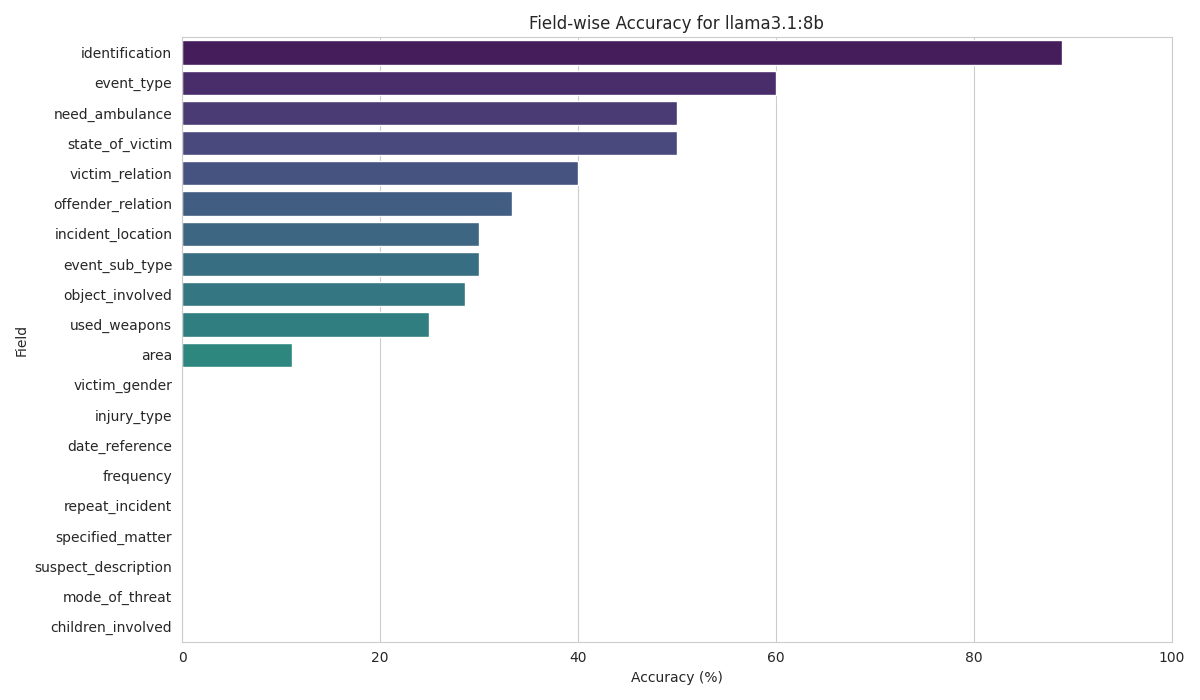 Field-wise Accuracy for llama3.1:8b
identification
event_type
need_ambulance
state_of_victim
victim_relation
offender_relation
incident_location
event_sub_type
object_involved
used_weapons
area
victim_gender
injury_type
date_reference
frequency
repeat_incident
specified_matter
suspect_description
mode_of_threat
children_involved
Field
0 20 40 60 80 100
Accuracy (%)